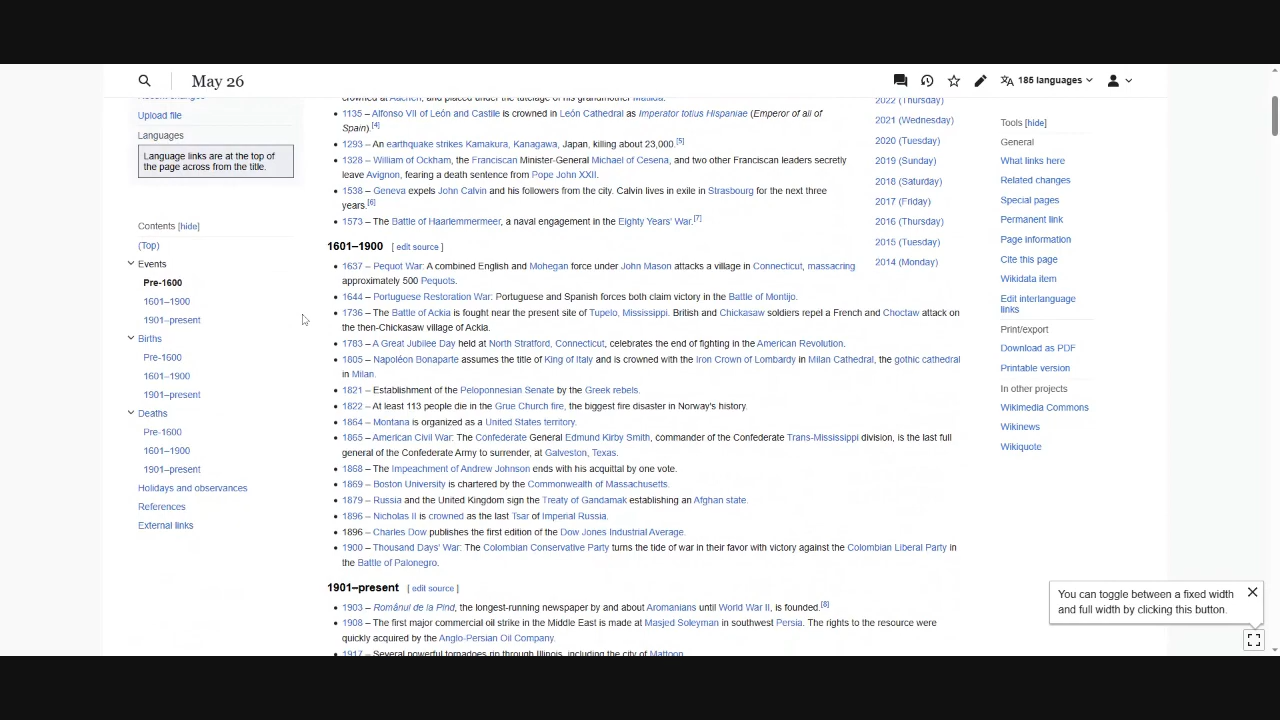 May 26
185 languages
Upload file
Languages
Language links are at the top of
the page across from the title.
Contents [hide]
(Top)
Events
Pre-1600
1601–1900
1901–present
Births
Pre-1600
1601–1900
1901–present
Deaths
Pre-1600
1601–1900
1901–present
Holidays and observances
References
External links
crowned at Aachen, and placed under the tutelage of his grandmother Matilda.
1135 – Alfonso VII of León and Castile is crowned in León Cathedral as Imperator totius Hispaniae (Emperor of all of
Spain).[4]
1293 – An earthquake strikes Kamakura, Kanagawa, Japan, killing about 23,000.[5]
1328 – William of Ockham, the Franciscan Minister-General Michael of Cesena, and two other Franciscan leaders secretly
leave Avignon, fearing a death sentence from Pope John XXII.
1538 – Geneva expels John Calvin and his followers from the city. Calvin lives in exile in Strasbourg for the next three
years.[6]
1573 – The Battle of Haarlemmermeer, a naval engagement in the Eighty Years' War.[7]
1601–1900 [ edit source ]
1637 – Pequot War: A combined English and Mohegan force under John Mason attacks a village in Connecticut, massacring
approximately 500 Pequots.
1644 – Portuguese Restoration War: Portuguese and Spanish forces both claim victory in the Battle of Montijo.
1736 – The Battle of Ackia is fought near the present site of Tupelo, Mississippi. British and Chickasaw soldiers repel a French and Choctaw attack on
the then-Chickasaw village of Ackia.
1783 – A Great Jubilee Day held at North Stratford, Connecticut, celebrates the end of fighting in the American Revolution.
1805 – Napoléon Bonaparte assumes the title of King of Italy and is crowned with the Iron Crown of Lombardy in Milan Cathedral, the gothic cathedral
in Milan.
1821 – Establishment of the Peloponnesian Senate by the Greek rebels.
1822 – At least 113 people die in the Grue Church fire, the biggest fire disaster in Norway's history.
1864 – Montana is organized as a United States territory.
1865 – American Civil War: The Confederate General Edmund Kirby Smith, commander of the Confederate Trans-Mississippi division, is the last full
general of the Confederate Army to surrender, at Galveston, Texas.
1868 – The Impeachment of Andrew Johnson ends with his acquittal by one vote.
1869 – Boston University is chartered by the Commonwealth of Massachusetts.
1879 – Russia and the United Kingdom sign the Treaty of Gandamak establishing an Afghan state.
1896 – Nicholas II is crowned as the last Tsar of Imperial Russia.
1896 – Charles Dow publishes the first edition of the Dow Jones Industrial Average.
1900 – Thousand Days' War: The Colombian Conservative Party turns the tide of war in their favor with victory against the Colombian Liberal Party in
the Battle of Palonegro.
1901–present [ edit source ]
1903 – Românul de la Pind, the longest-running newspaper by and about Aromanians until World War II, is founded.[8]
1908 – The first major commercial oil strike in the Middle East is made at Masjed Soleyman in southwest Persia. The rights to the resource were
quickly acquired by the Anglo-Persian Oil Company.
1917 – Several powerful tornadoes rip through Illinois, including the city of Mattoon.
2022 (Thursday)
2021 (Wednesday)
2020 (Tuesday)
2019 (Sunday)
2018 (Saturday)
2017 (Friday)
2016 (Thursday)
2015 (Tuesday)
2014 (Monday)
Tools [hide]
General
What links here
Related changes
Special pages
Permanent link
Page information
Cite this page
Wikidata item
Edit interlanguage
links
Print/export
Download as PDF
Printable version
In other projects
Wikimedia Commons
Wikinews
Wikiquote
You can toggle between a fixed width
and full width by clicking this button.